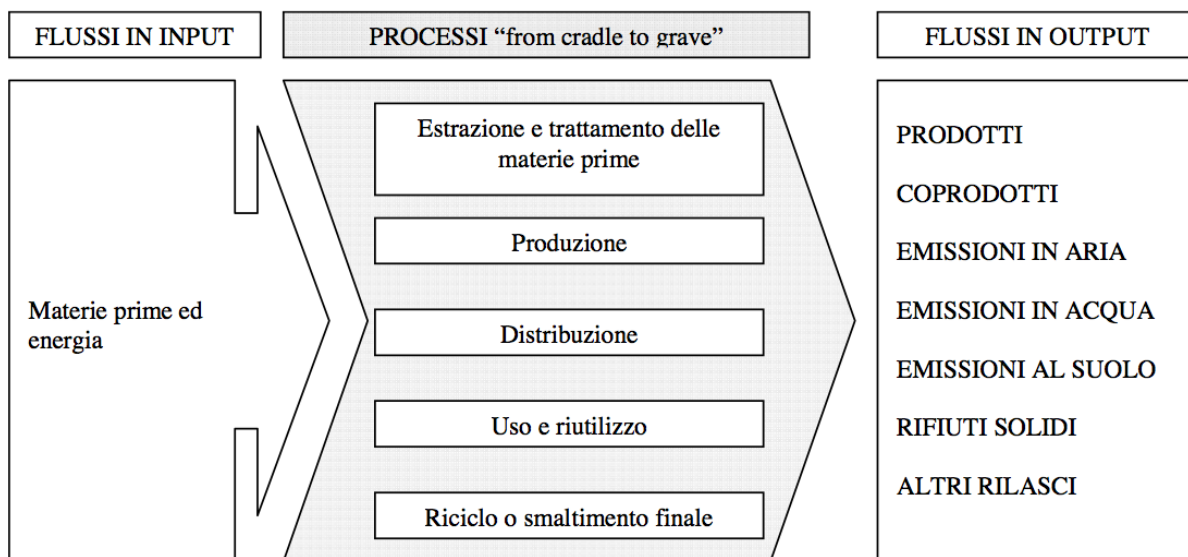 FLUSSI IN INPUT
PROCESSI “from cradle to grave”
FLUSSI IN OUTPUT
Materie prime ed
energia
Estrazione e trattamento delle
materie prime
Produzione
Distribuzione
Uso e riutilizzo
Riciclo o smaltimento finale
PRODOTTI
COPRODOTTI
EMISSIONI IN ARIA
EMISSIONI IN ACQUA
EMISSIONI AL SUOLO
RIFIUTI SOLIDI
ALTRI RILASCI